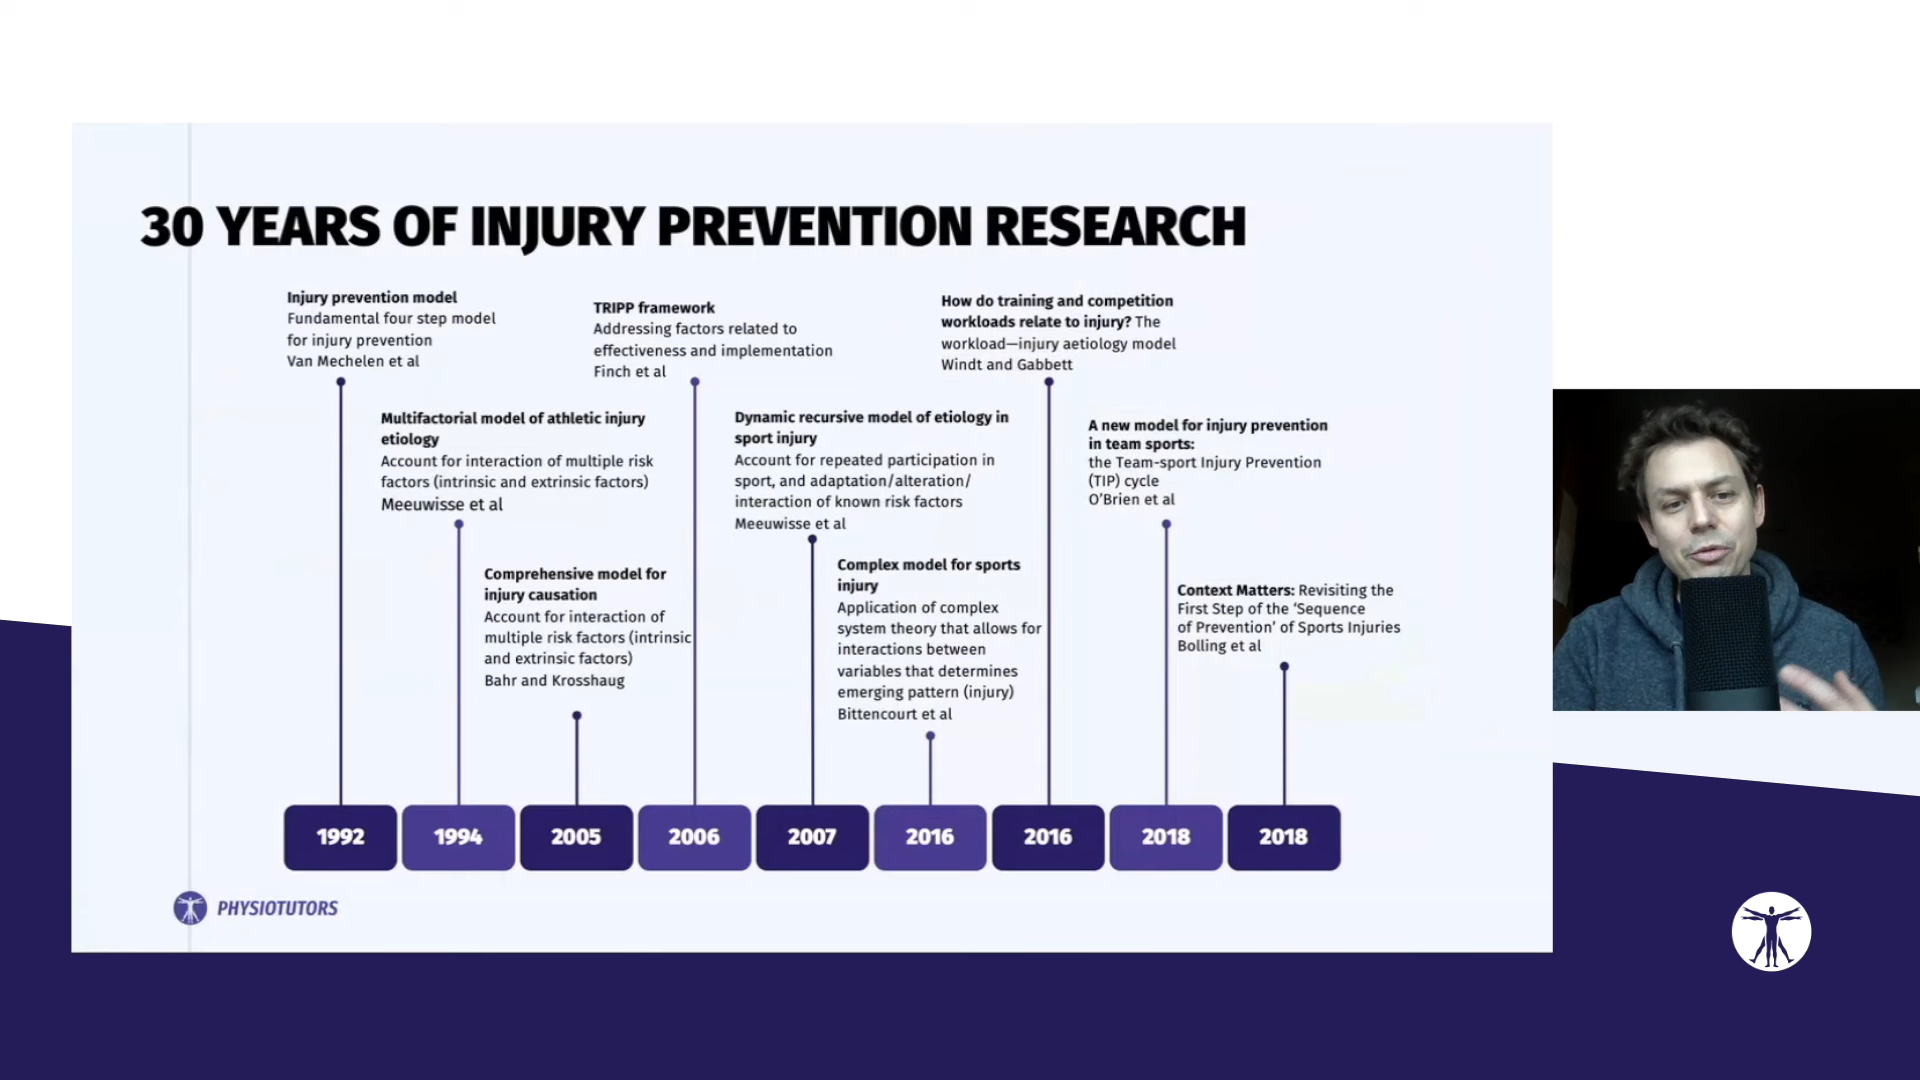 30 YEARS OF INJURY PREVENTION RESEARCH
Injury prevention model
Fundamental four step model
for injury prevention
Van Mechelen et al
TRIPP framework
Addressing factors related to
effectiveness and implementation
Finch et al
How do training and competition
workloads relate to injury? The
workload—injury aetiology model
Windt and Gabbett
Multifactorial model of athletic injury
etiology
Account for interaction of multiple risk
factors (intrinsic and extrinsic factors)
Meeuwisse et al
Dynamic recursive model of etiology in
sport injury
Account for repeated participation in
sport, and adaptation/alteration/
interaction of known risk factors
Meeuwisse et al
A new model for injury prevention
in team sports:
the Team-sport Injury Prevention
(TIP) cycle
O'Brien et al
Comprehensive model for
injury causation
Account for interaction of
multiple risk factors (intrinsic
and extrinsic factors)
Bahr and Krosshaug
Complex model for sports
injury
Application of complex
system theory that allows for
interactions between
variables that determines
emerging pattern (injury)
Bittencourt et al
Context Matters: Revisiting the
First Step of the ‘Sequence
of Prevention’ of Sports Injuries
Bolling et al
1992 1994 2005 2006 2007 2016 2016 2018 2018
PHYSIOTUTORS